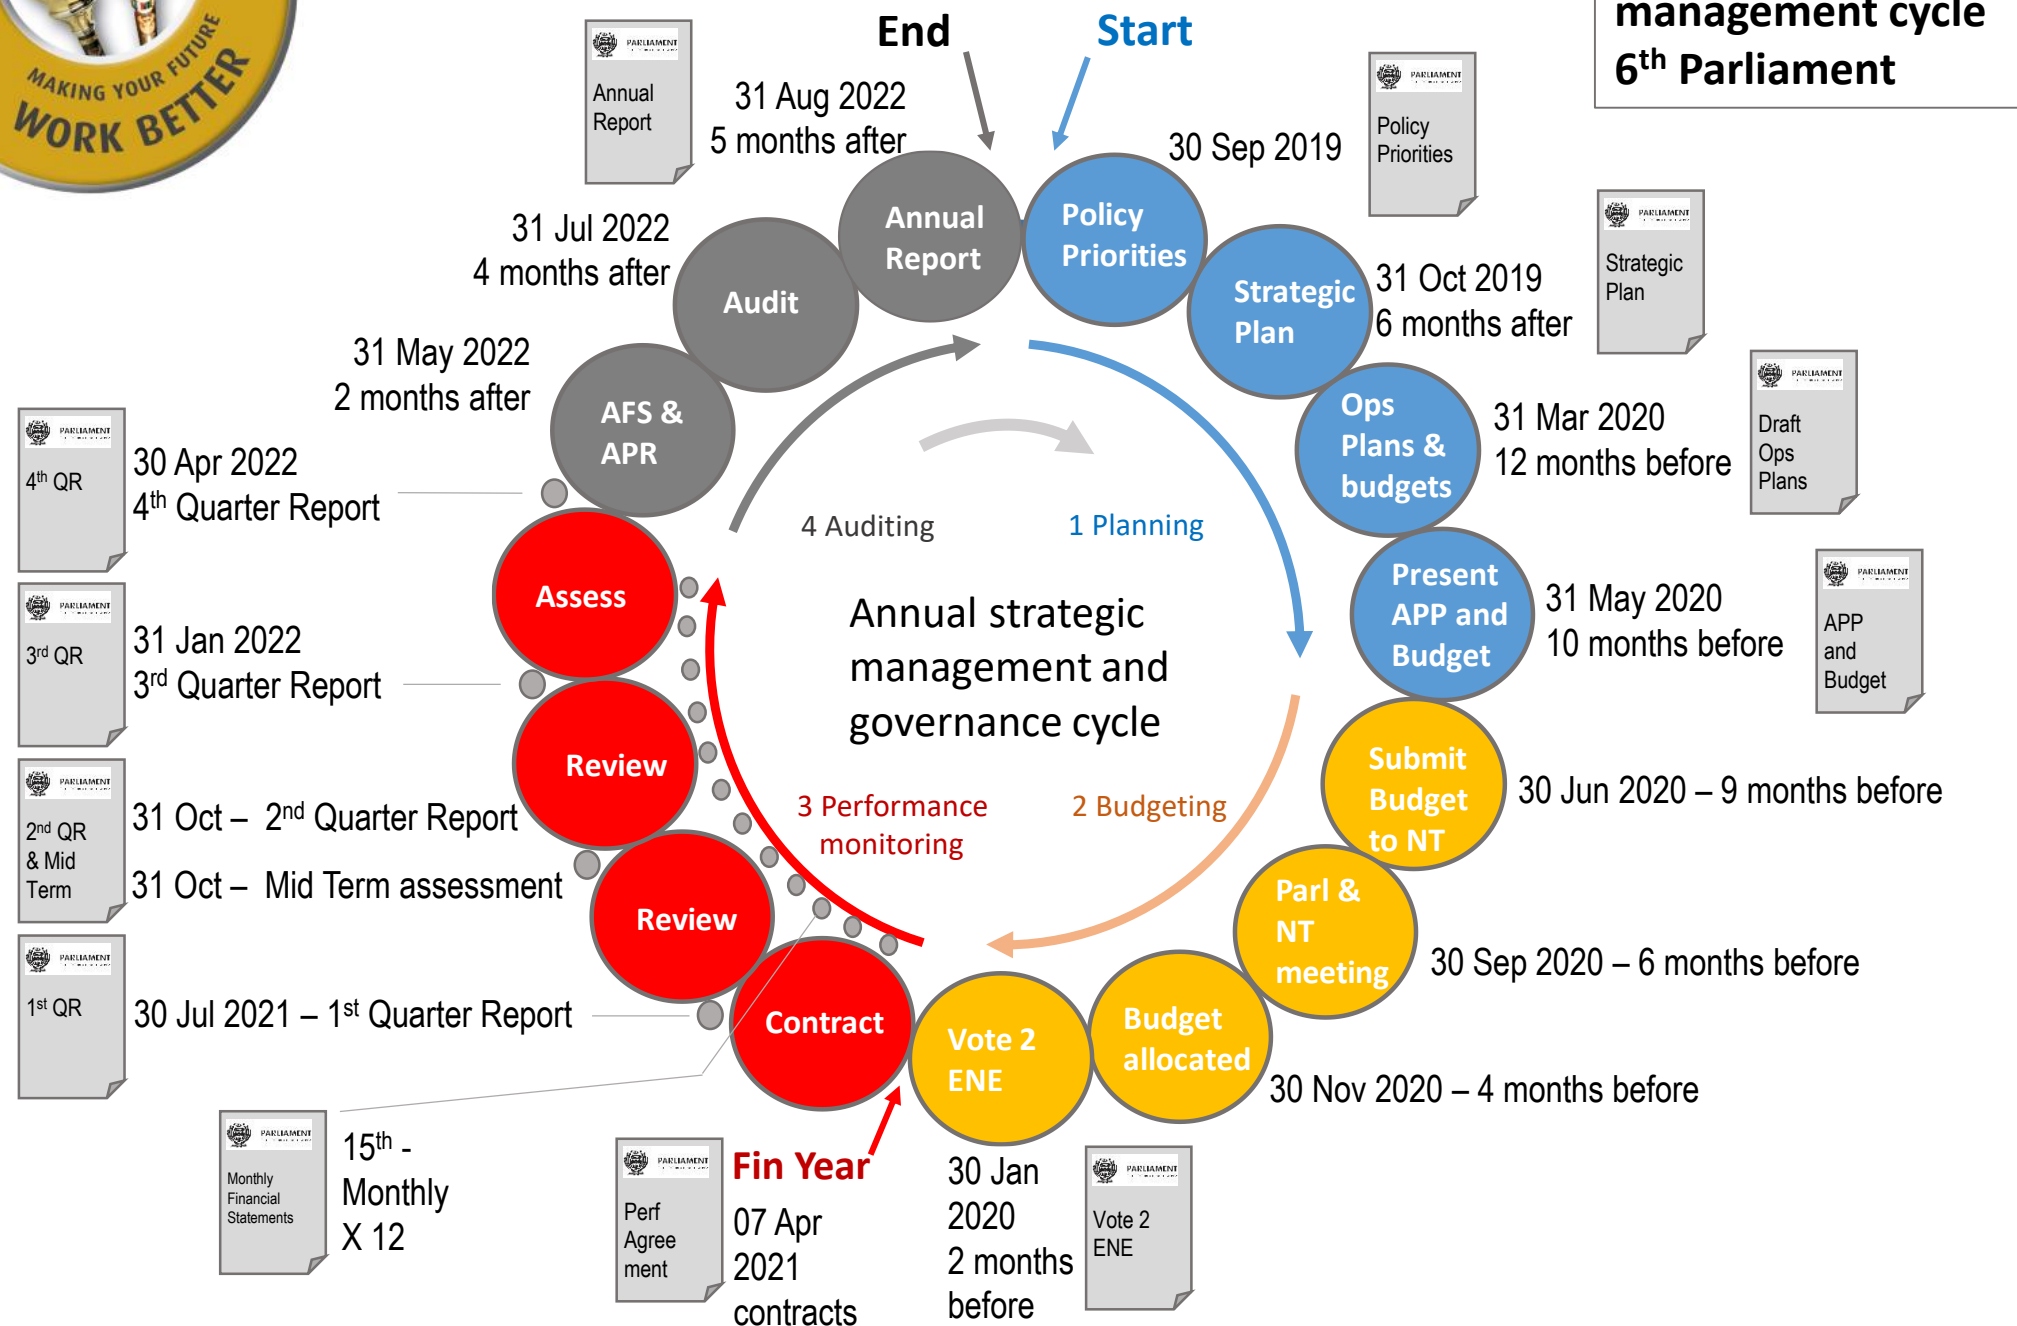 MAKING YOUR FUTURE
WORK BETTER
management cycle
6th Parliament
End
Start
PARLIAMENT
Annual
Report
31 Aug 2022
5 months after
Annual
Report
Policy
Priorities
30 Sep 2019
PARLIAMENT
Policy
Priorities
31 Jul 2022
4 months after
Audit
Strategic
Plan
31 Oct 2019
6 months after
PARLIAMENT
Strategic
Plan
31 May 2022
2 months after
AFS &
APR
Ops
Plans &
budgets
31 Mar 2020
12 months before
PARLIAMENT
Draft
Ops
Plans
PARLIAMENT
4th QR
30 Apr 2022
4th Quarter Report
4 Auditing
1 Planning
Assess
Present
APP and
Budget
31 May 2020
10 months before
PARLIAMENT
APP
and
Budget
PARLIAMENT
3rd QR
31 Jan 2022
3rd Quarter Report
Annual strategic
management and
governance cycle
Review
Submit
Budget
to NT
30 Jun 2020 – 9 months before
PARLIAMENT
2nd QR
& Mid
Term
31 Oct – 2nd Quarter Report
31 Oct – Mid Term assessment
3 Performance
monitoring
2 Budgeting
Review
Parl &
NT
meeting
30 Sep 2020 – 6 months before
PARLIAMENT
1st QR
30 Jul 2021 – 1st Quarter Report
Contract
Vote 2
ENE
Budget
allocated
30 Nov 2020 – 4 months before
PARLIAMENT
Monthly
Financial
Statements
15th -
Monthly
X 12
PARLIAMENT
Perf
Agree
ment
Fin Year
07 Apr
2021
contracts
30 Jan
2020
2 months
before
PARLIAMENT
Vote 2
ENE